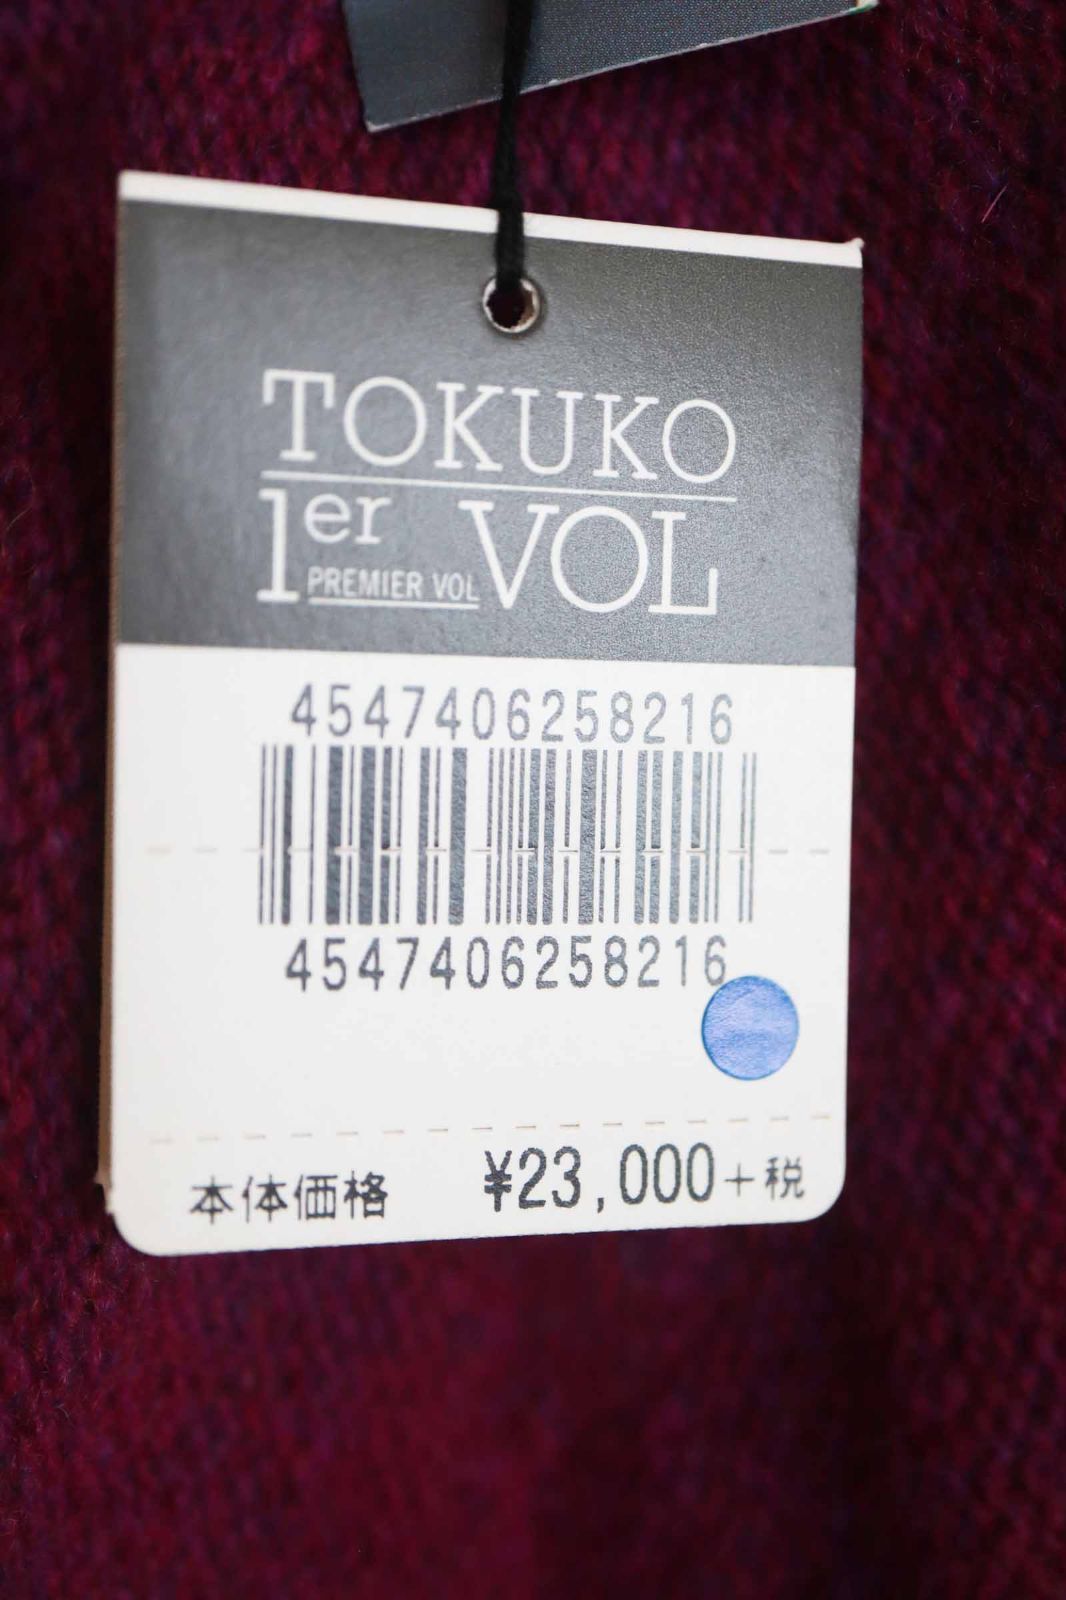 TOKUKO
1er VOL
PREMIER VOL
4547406258216
4547406258216
本体価格 ¥23,000+税